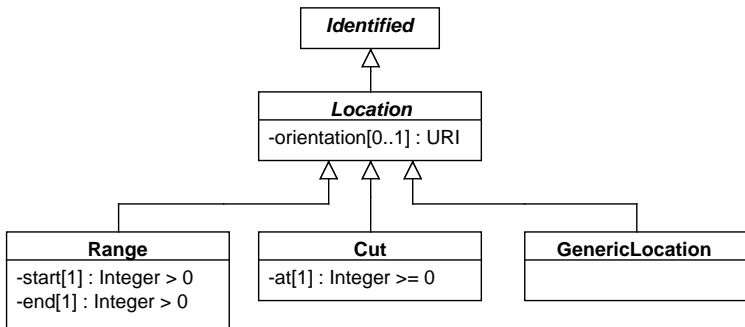 Identified
Location
-orientation[0..1] : URI
Range
-start[1] : Integer > 0
-end[1] : Integer > 0
Cut
-at[1] : Integer >= 0
GenericLocation